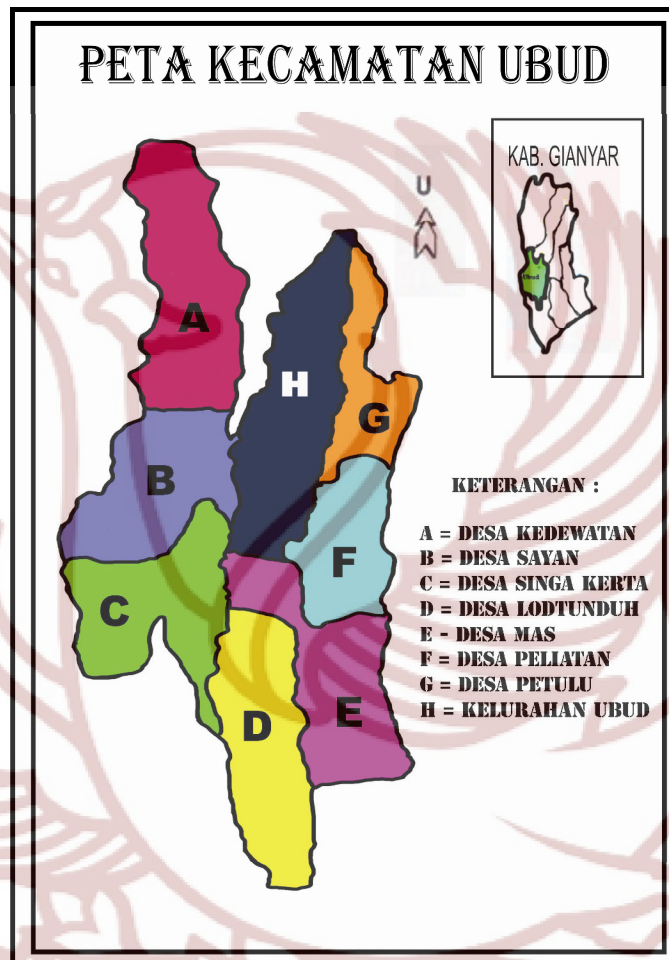 PETA KECAMATAN UBUD
U
KAB. GIANYAR
Ubud
A
H
G
B
F
C
E
D
KETERANGAN :
A = DESA KEDEWATAN
B = DESA SAYAN
C = DESA SINGA KERTA
D = DESA LODTUNDUH
E - DESA MAS
F = DESA PELIATAN
G = DESA PETULU
H = KELURAHAN UBUD